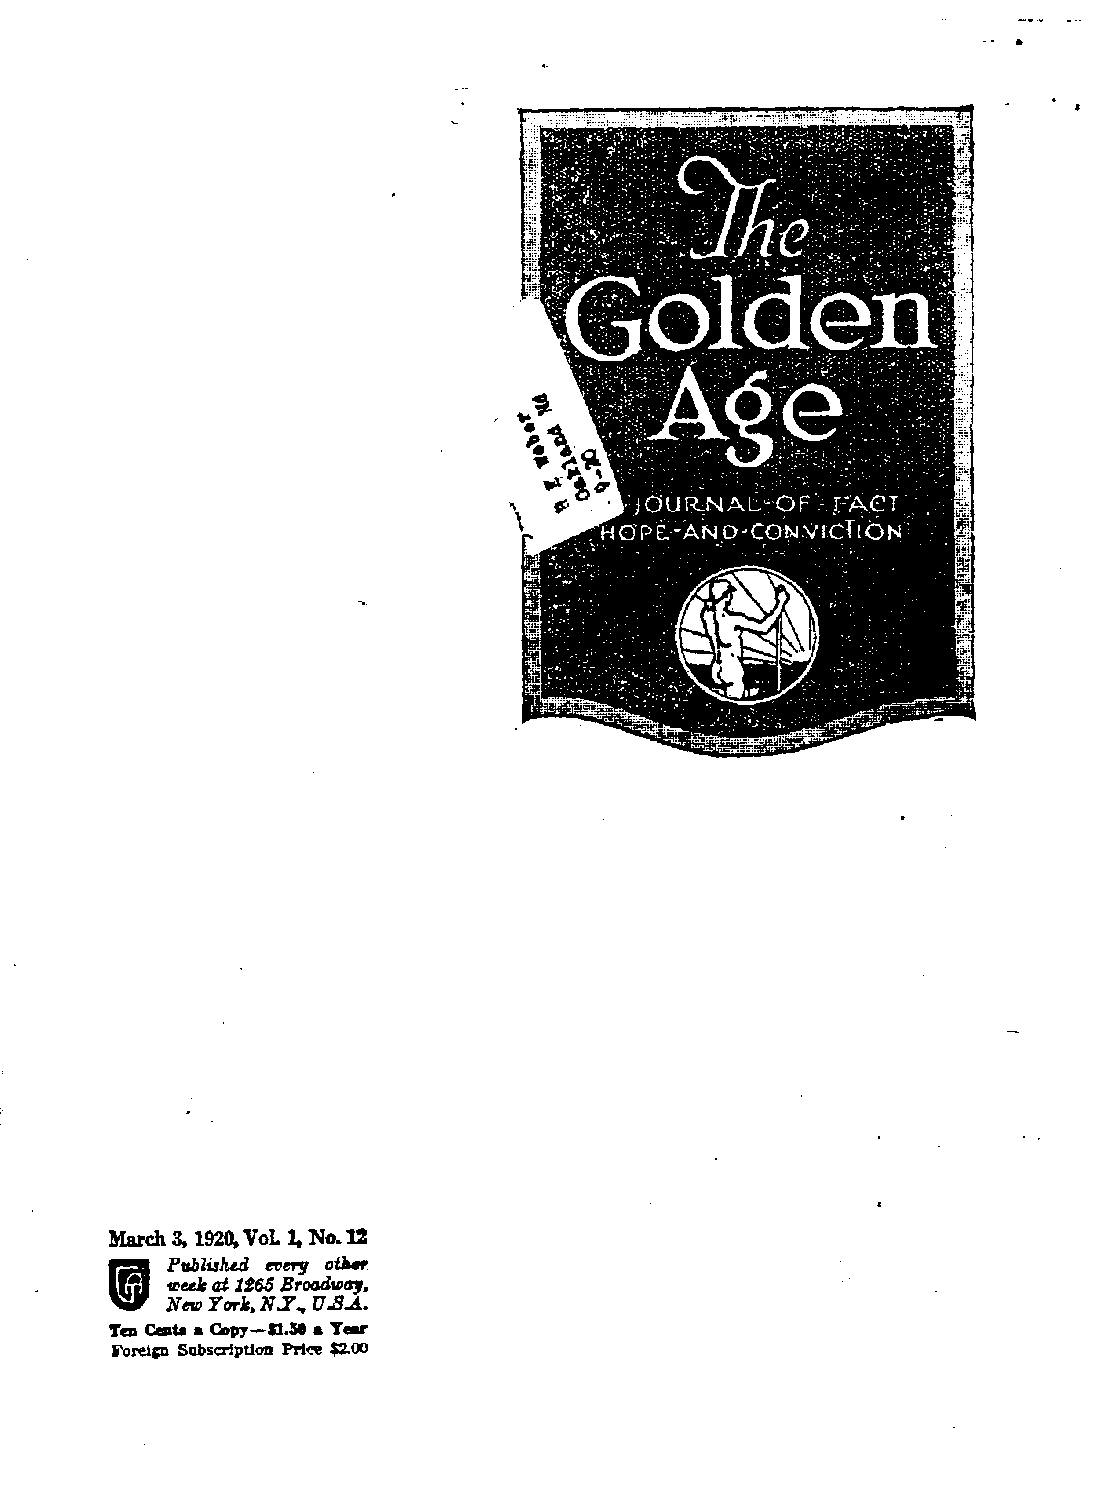 The
Golden
Age
H E Weber
Oakland Md
9-20
JOURNAL-OF-FACT
HOPE-AND-CONVICTION
March 3, 1920, Vol. 1, No. 12
Published every other
week at 1265 Broadway,
New York, N.Y., U.S.A.
Ten Cents a Copy—$1.50 a Year
Foreign Subscription Price $2.00